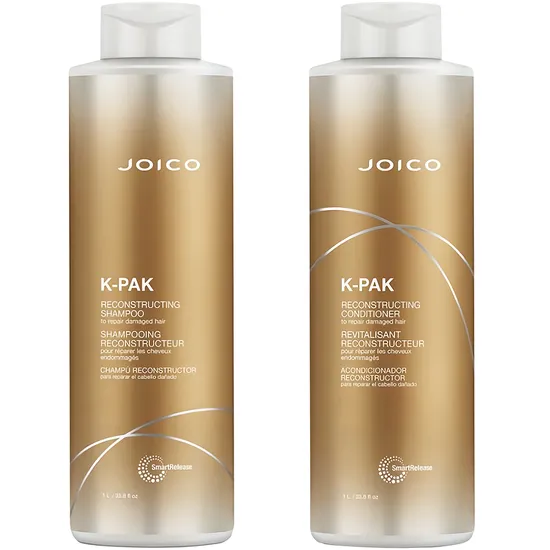 JOICO
K-PAK
RECONSTRUCTING
SHAMPOO
to repair damaged hair
SHAMPOOING
RECONSTRUCTEUR
pour réparer les cheveux
endommagés
CHAMPÚ RECONSTRUCTOR
para reparar el cabello dañado
SmartRelease
1 L / 33.8 fl oz
JOICO
K-PAK
RECONSTRUCTING
CONDITIONER
to repair damaged hair
REVITALISANT
RECONSTRUCTEUR
pour réparer les cheveux
endommagés
ACONDICIONADOR
RECONSTRUCTOR
para reparar el cabello dañado
SmartRelease
1 L / 33.8 fl oz